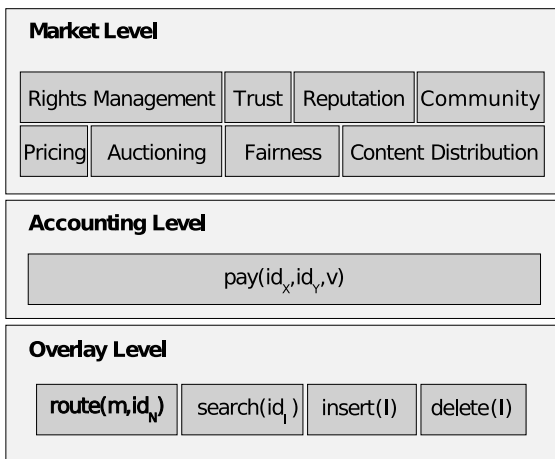 Market Level
Rights Management Trust Reputation Community
Pricing Auctioning Fairness Content Distribution
Accounting Level
pay(id_X,id_Y,v)
Overlay Level
route(m,id_N) search(id_I) insert(I) delete(I)